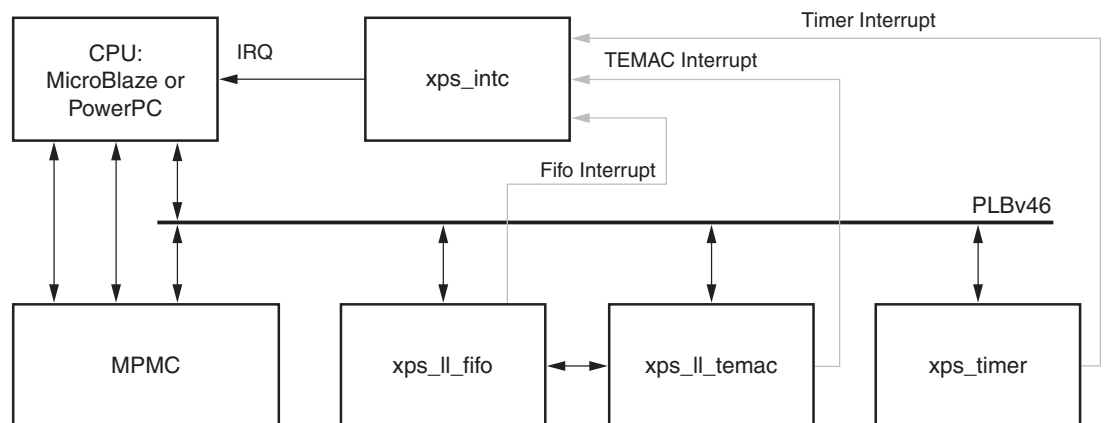 Timer Interrupt
CPU:
MicroBlaze or
PowerPC
IRQ
xps_intc
TEMAC Interrupt
Fifo Interrupt
PLBv46
MPMC
xps_ll_fifo
xps_ll_temac
xps_timer